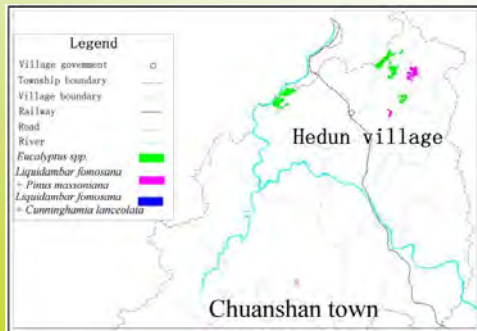 Legend
Village govenment
Township boundary
Village boundary
Railway
Road
River
Eucalyptus spp.
Liquidambar fomosana
+ Pinus massoniana
Liquidambar fomosana
+ Cunninghamia lanceolata
Hedun village
Chuanshan town